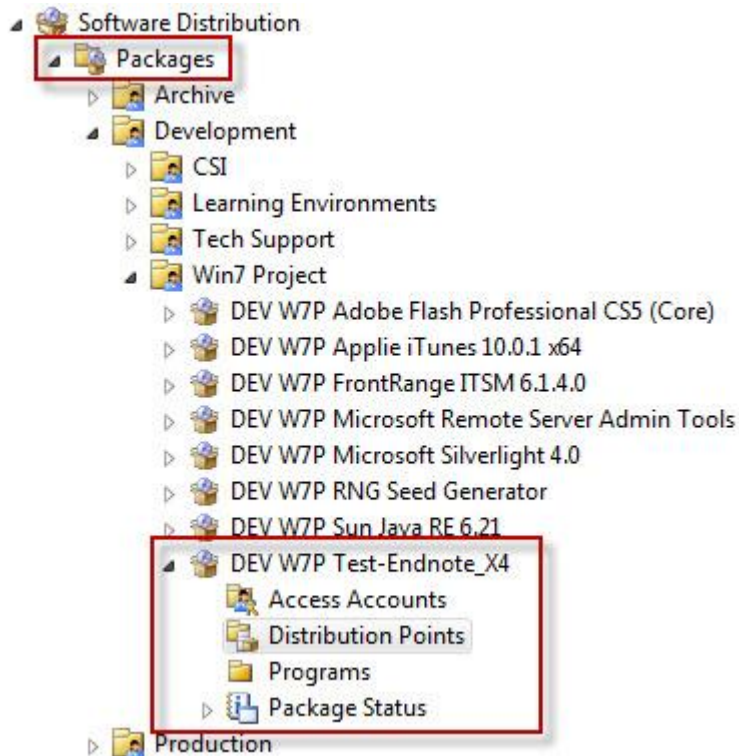 Software Distribution
Packages
Archive
Development
CSI
Learning Environments
Tech Support
Win7 Project
DEV W7P Adobe Flash Professional CS5 (Core)
DEV W7P Applie iTunes 10.0.1 x64
DEV W7P FrontRange ITSM 6.1.4.0
DEV W7P Microsoft Remote Server Admin Tools
DEV W7P Microsoft Silverlight 4.0
DEV W7P RNG Seed Generator
DEV W7P Sun Java RE 6.21
DEV W7P Test-Endnote_X4
Access Accounts
Distribution Points
Programs
Package Status
Production